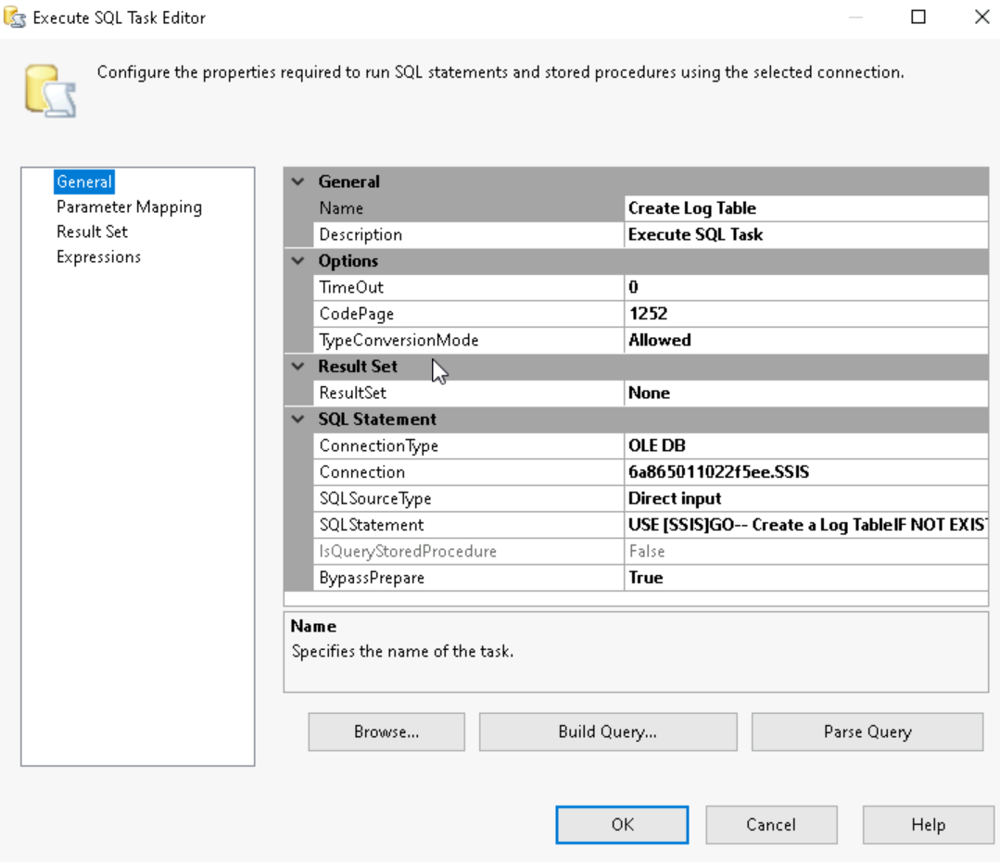 Execute SQL Task Editor
Configure the properties required to run SQL statements and stored procedures using the selected connection.
General
Parameter Mapping
Result Set
Expressions
General
Name Create Log Table
Description Execute SQL Task
Options
TimeOut 0
CodePage 1252
TypeConversionMode Allowed
Result Set
ResultSet None
SQL Statement
ConnectionType OLE DB
Connection 6a865011022f5ee.SSIS
SQLSourceType Direct input
SQLStatement USE [SSIS]GO-- Create a Log TableIF NOT EXIST
IsQueryStoredProcedure False
BypassPrepare True
Name
Specifies the name of the task.
Browse... Build Query... Parse Query
OK Cancel Help